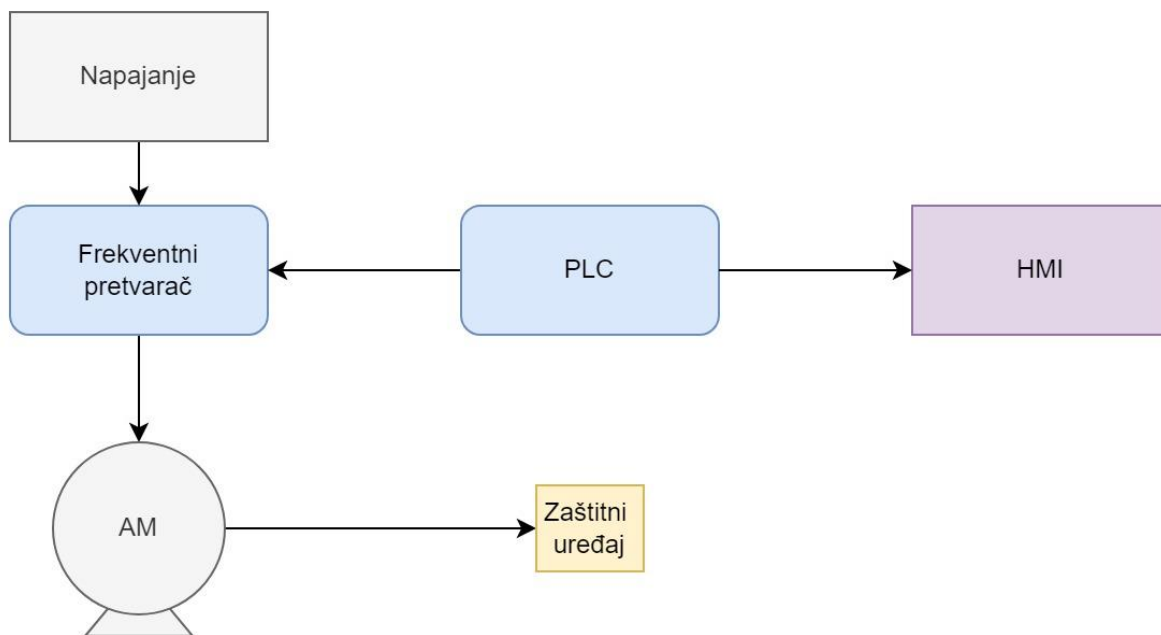 Napajanje
Frekventni
pretvarač
PLC
HMI
AM
Zaštitni
uređaj